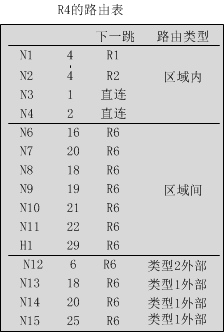 R4的路由表
下一跳 路由类型
N1 4 R1
N2 4 R2 区域内
N3 1 直连
N4 2 直连
N6 16 R6
N7 20 R6
N8 18 R6
N9 19 R6 区域间
N10 21 R6
N11 22 R6
H1 29 R6
N12 6 R6 类型2外部
N13 18 R6 类型1外部
N14 20 R6 类型1外部
N15 25 R6 类型1外部